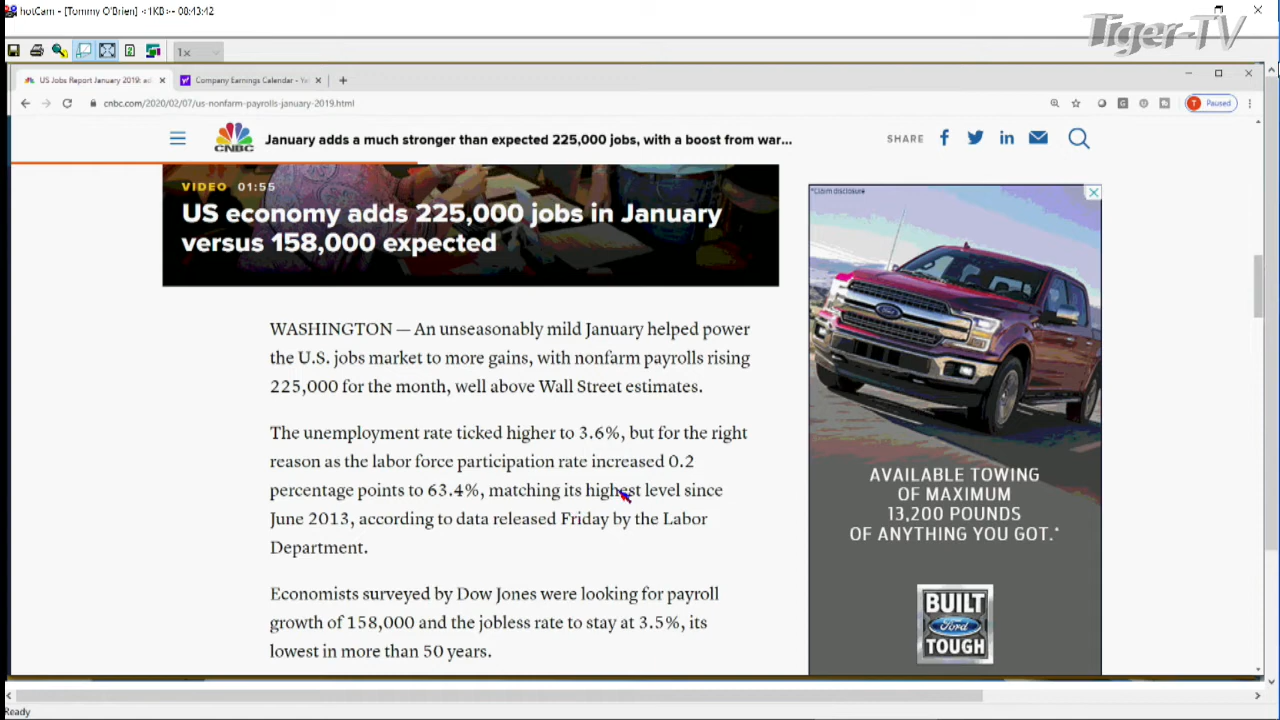 hotCam - [Tommy O'Brien] <1KB>- 08:43:42
Tiger-TV
1x
US Jobs Report January 2019: ad
Company Earnings Calendar - Ya
cnbc.com/2020/02/07/us-nonfarm-payrolls-january-2019.html
T Paused
CNBC
January adds a much stronger than expected 225,000 jobs, with a boost from war...
SHARE
VIDEO 01:55
US economy adds 225,000 jobs in January
versus 158,000 expected
WASHINGTON — An unseasonably mild January helped power
the U.S. jobs market to more gains, with nonfarm payrolls rising
225,000 for the month, well above Wall Street estimates.
The unemployment rate ticked higher to 3.6%, but for the right
reason as the labor force participation rate increased 0.2
percentage points to 63.4%, matching its highest level since
June 2013, according to data released Friday by the Labor
Department.
Economists surveyed by Dow Jones were looking for payroll
growth of 158,000 and the jobless rate to stay at 3.5%, its
lowest in more than 50 years.
*Claim disclosure
Ford
AVAILABLE TOWING
OF MAXIMUM
13,200 POUNDS
OF ANYTHING YOU GOT.*
BUILT
Ford
TOUGH
Ready